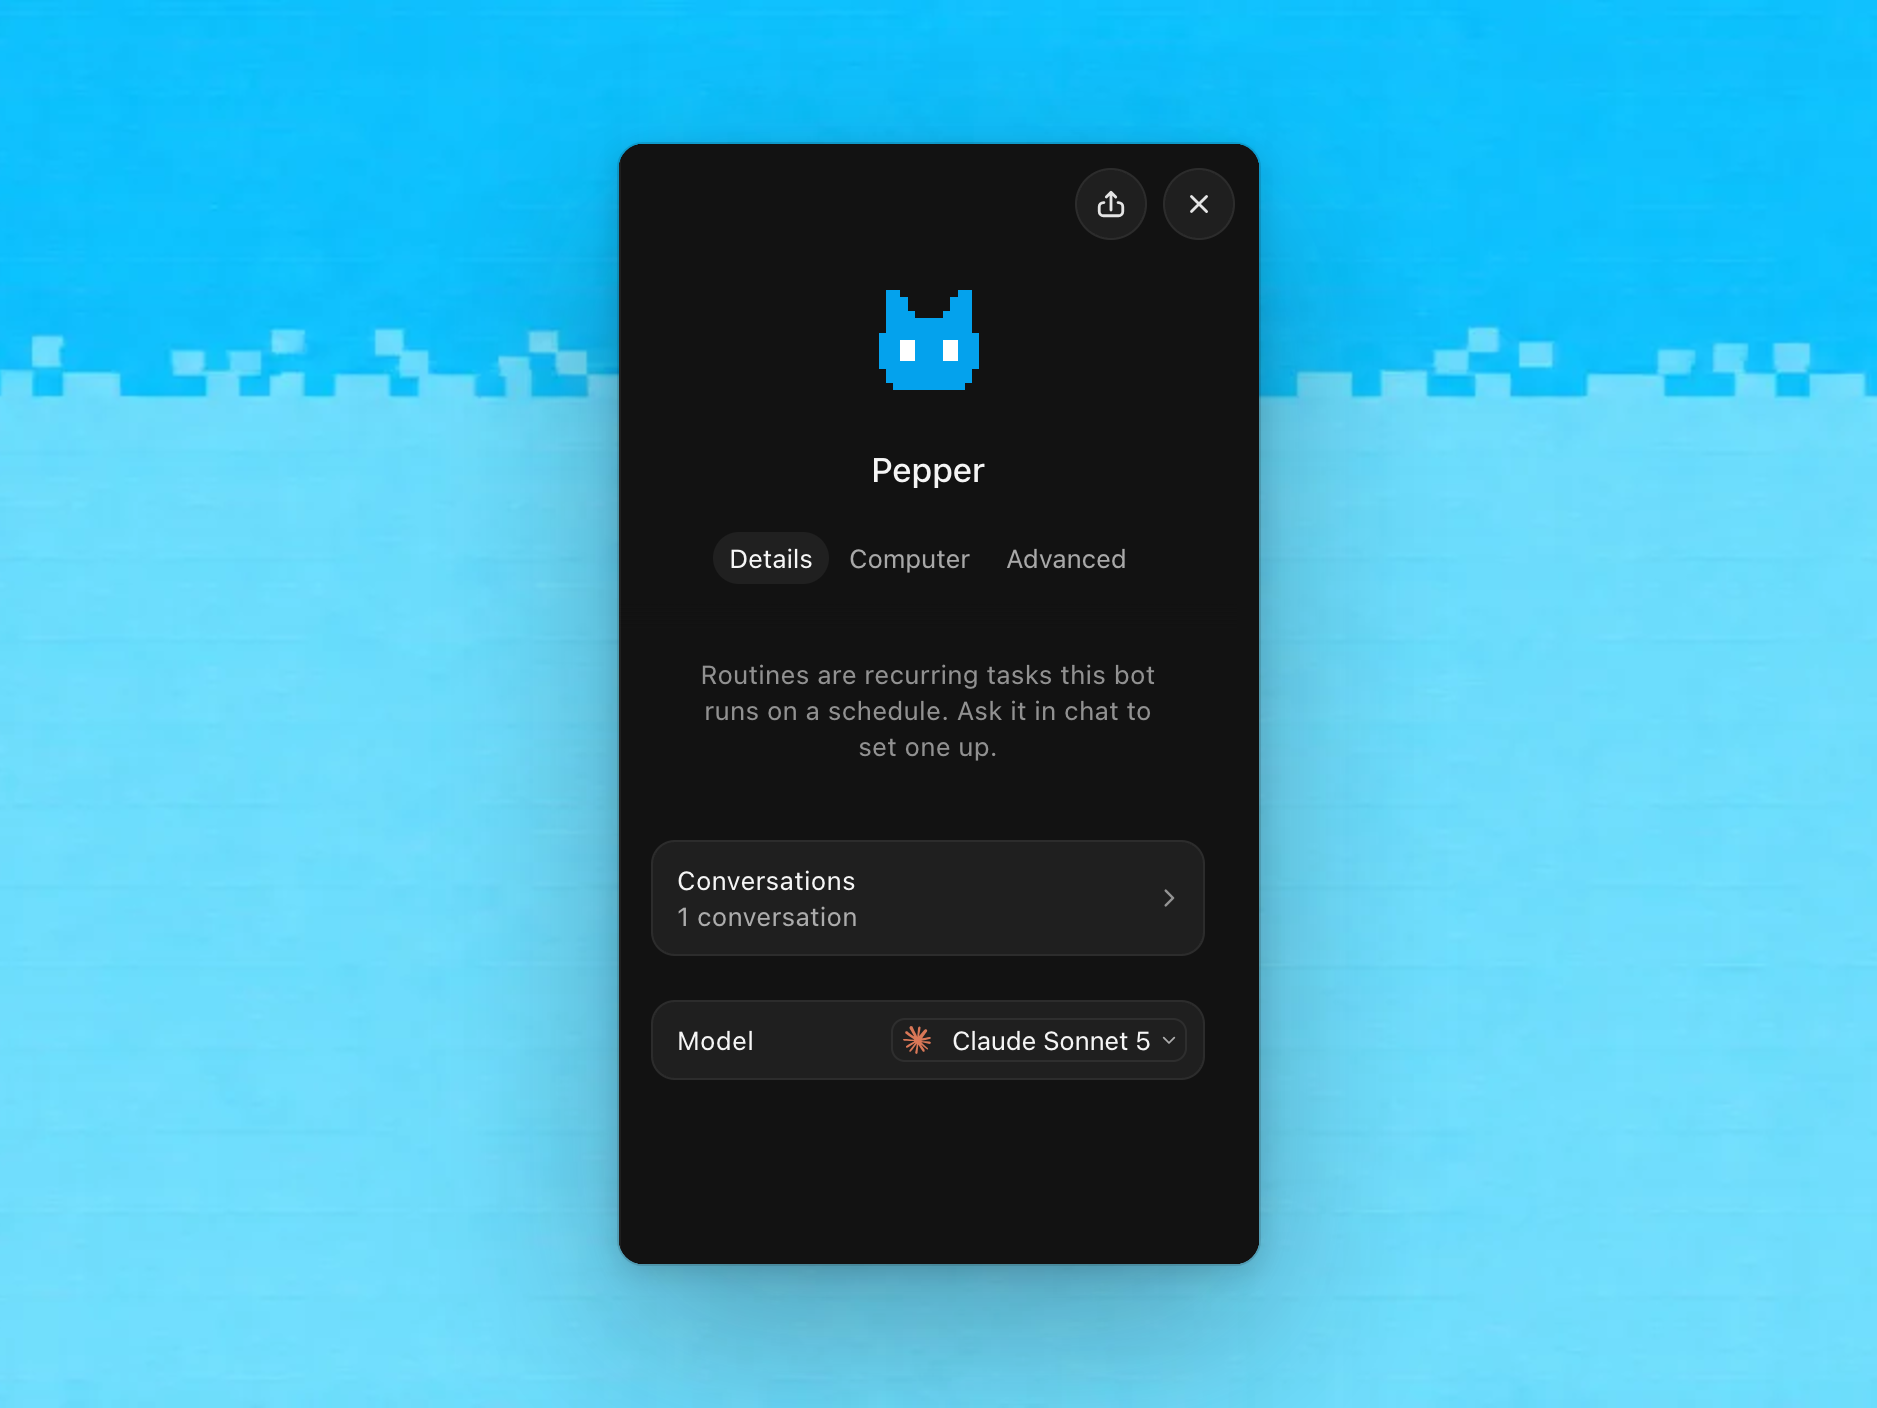 Pepper
Details
Computer
Advanced
Routines are recurring tasks this bot
runs on a schedule. Ask it in chat to
set one up.
Conversations
1 conversation
Model
Claude Sonnet 5